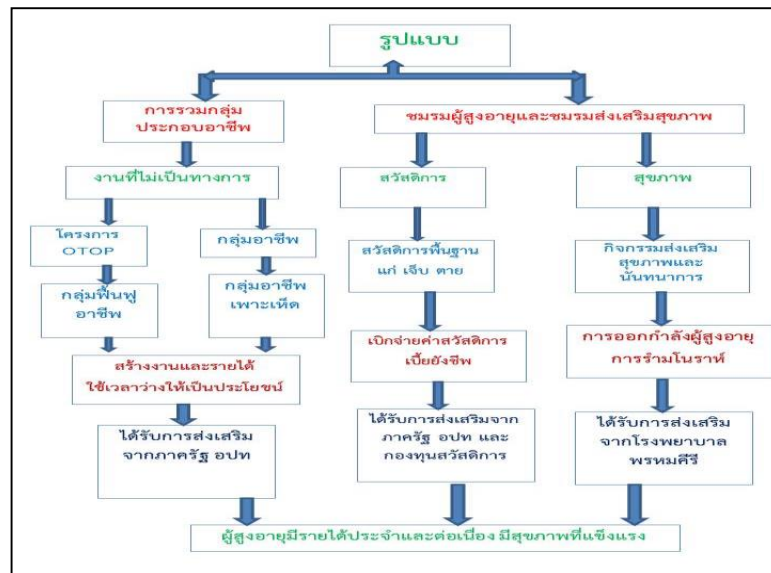 รูปแบบ
การรวมกลุ่ม
ประกอบอาชีพ
ชมรมผู้สูงอายุและชมรมส่งเสริมสุขภาพ
งานที่ไม่เป็นทางการ
สวัสดิการ
สุขภาพ
โครงการ
OTOP
กลุ่มอาชีพ
สวัสดิการพื้นฐาน
แก่ เจ็บ ตาย
กิจกรรมส่งเสริม
สุขภาพและ
นันทนาการ
กลุ่มฟื้นฟู
อาชีพ
กลุ่มอาชีพ
เพาะเห็ด
เบิกจ่ายค่าสวัสดิการ
เบี้ยยังชีพ
การออกกำลังผู้สูงอายุ
การรำมโนราห์
สร้างงานและรายได้
ใช้เวลาว่างให้เป็นประโยชน์
ได้รับการส่งเสริม
จากภาครัฐ อปท
ได้รับการส่งเสริมจาก
ภาครัฐ อปท และ
กองทุนสวัสดิการ
ได้รับการส่งเสริม
จากโรงพยาบาล
พรหมคีรี
ผู้สูงอายุมีรายได้ประจำและต่อเนื่อง มีสุขภาพที่แข็งแรง